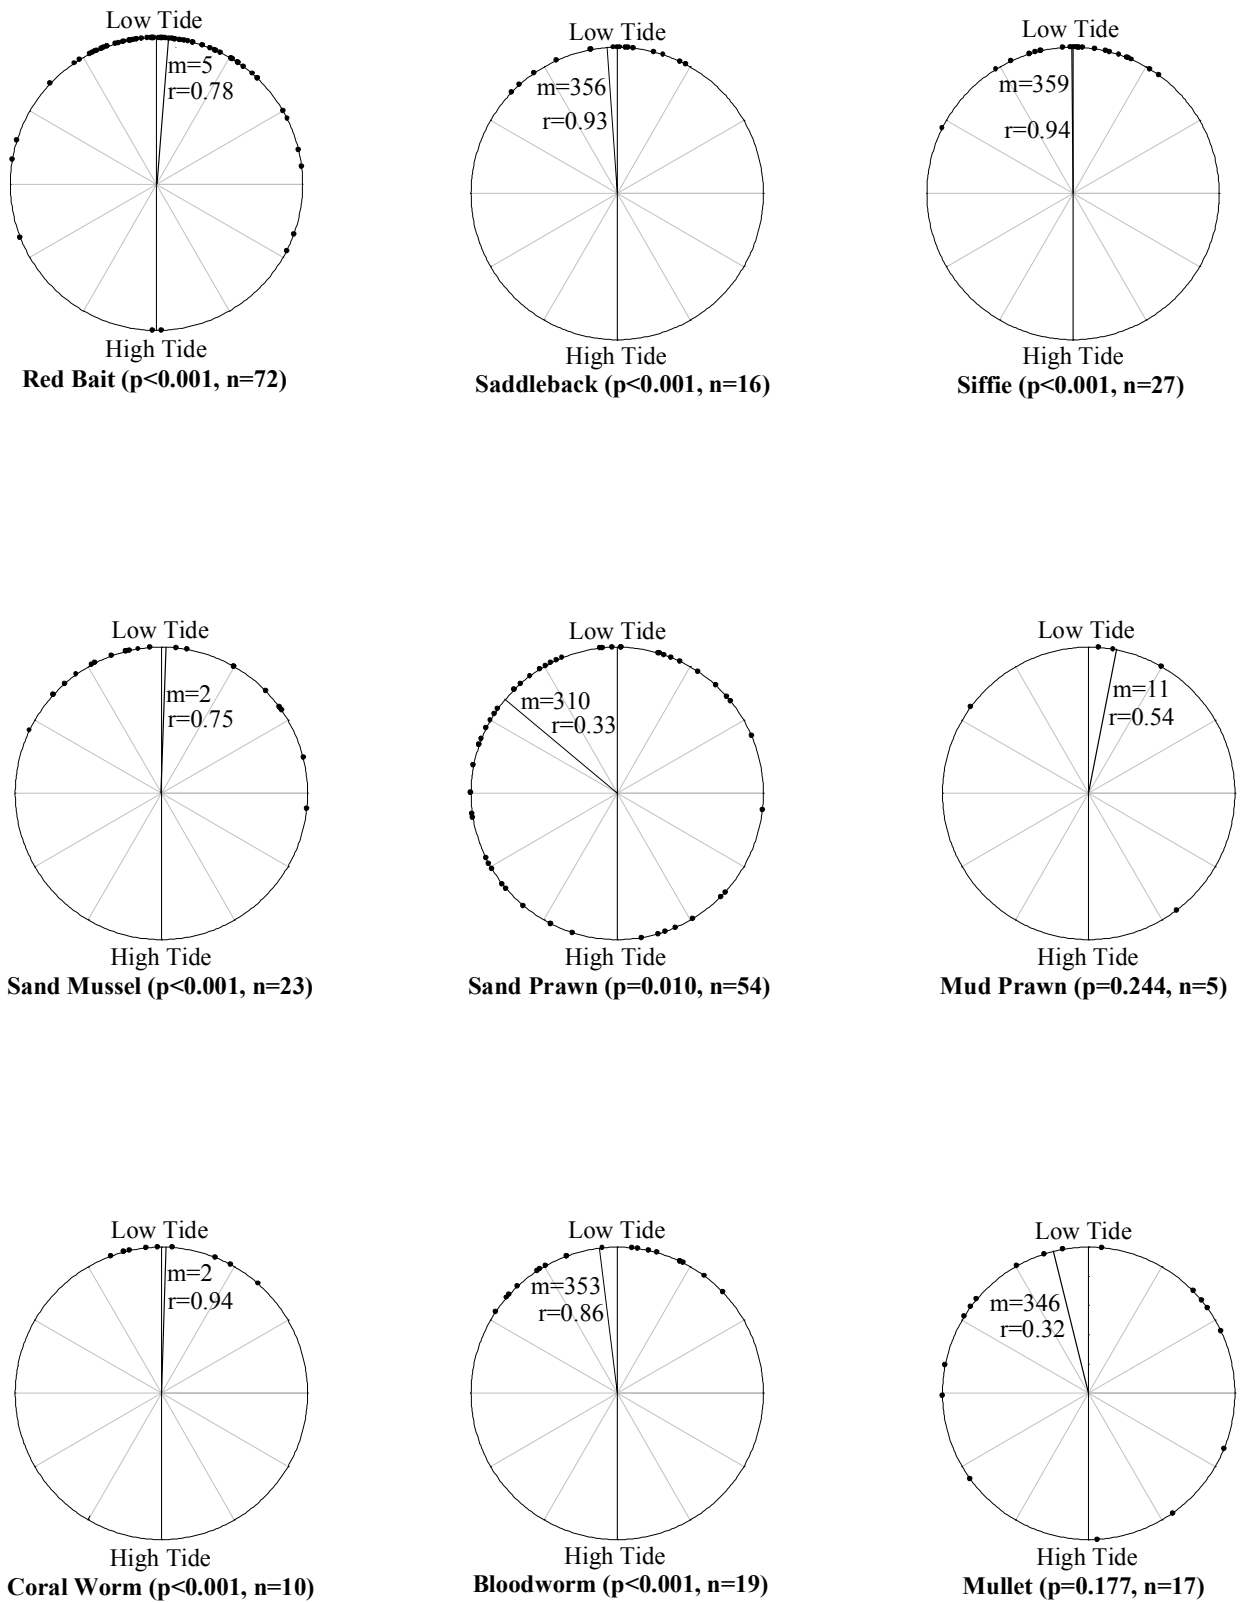 Low Tide
m=5
r=0.78
High Tide
Red Bait (p<0.001, n=72)
Low Tide
m=356
r=0.93
High Tide
Saddleback (p<0.001, n=16)
Low Tide
m=359
r=0.94
High Tide
Siffie (p<0.001, n=27)
Low Tide
m=2
r=0.75
High Tide
Sand Mussel (p<0.001, n=23)
Low Tide
m=310
r=0.33
High Tide
Sand Prawn (p=0.010, n=54)
Low Tide
m=11
r=0.54
High Tide
Mud Prawn (p=0.244, n=5)
Low Tide
m=2
r=0.94
High Tide
Coral Worm (p<0.001, n=10)
Low Tide
m=353
r=0.86
High Tide
Bloodworm (p<0.001, n=19)
Low Tide
m=346
r=0.32
High Tide
Mullet (p=0.177, n=17)